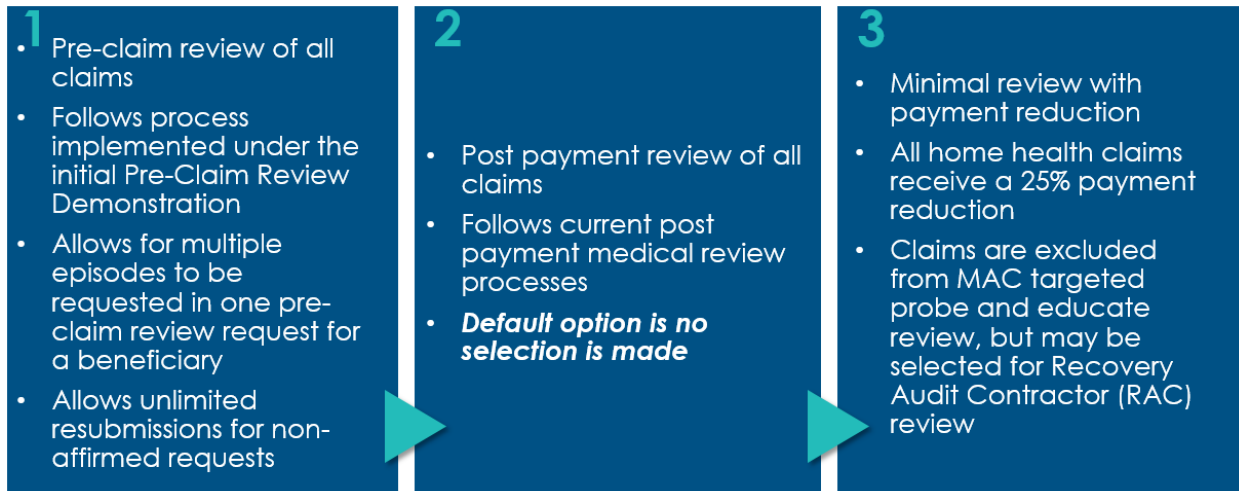 1
• Pre-claim review of all
claims
• Follows process
implemented under the
initial Pre-Claim Review
Demonstration
• Allows for multiple
episodes to be
requested in one pre-
claim review request for
a beneficiary
• Allows unlimited
resubmissions for non-
affirmed requests
2
• Post payment review of all
claims
• Follows current post
payment medical review
processes
• Default option is no
selection is made
3
• Minimal review with
payment reduction
• All home health claims
receive a 25% payment
reduction
• Claims are excluded
from MAC targeted
probe and educate
review, but may be
selected for Recovery
Audit Contractor (RAC)
review